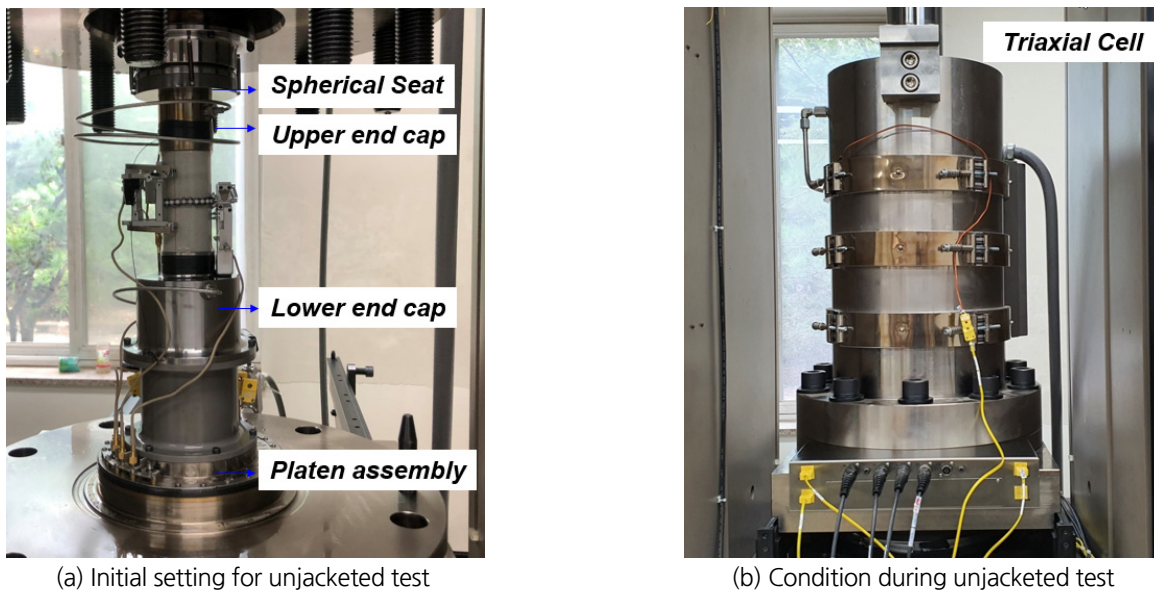 Spherical Seat
Upper end cap
Lower end cap
Platen assembly
Triaxial Cell
(a) Initial setting for unjacketed test
(b) Condition during unjacketed test